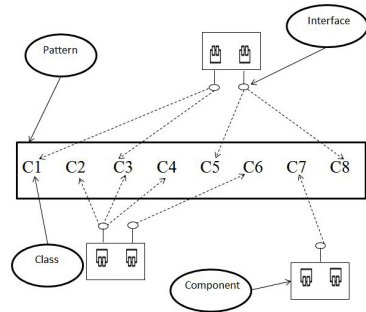 Interface
Pattern
C1 C2 C3 C4 C5 C6 C7 C8
Class
Component